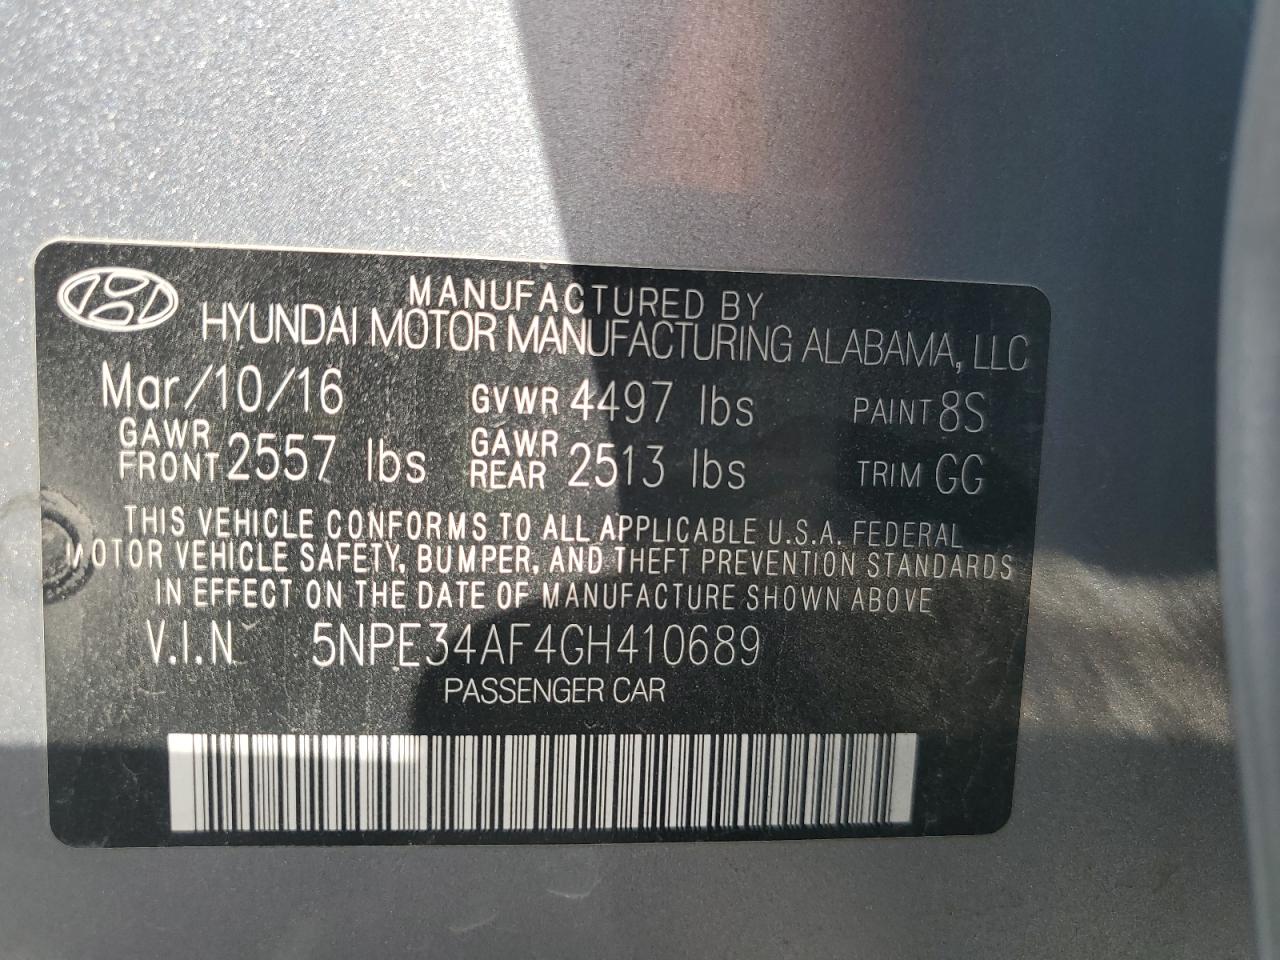 MANUFACTURED BY
HYUNDAI MOTOR MANUFACTURING ALABAMA, LLC
Mar/10/16 GVWR 4497 lbs PAINT 8S
GAWR FRONT 2557 lbs GAWR REAR 2513 lbs TRIM GG
THIS VEHICLE CONFORMS TO ALL APPLICABLE U.S.A. FEDERAL
MOTOR VEHICLE SAFETY, BUMPER, AND THEFT PREVENTION STANDARDS
IN EFFECT ON THE DATE OF MANUFACTURE SHOWN ABOVE
V.I.N 5NPE34AF4GH410689
PASSENGER CAR